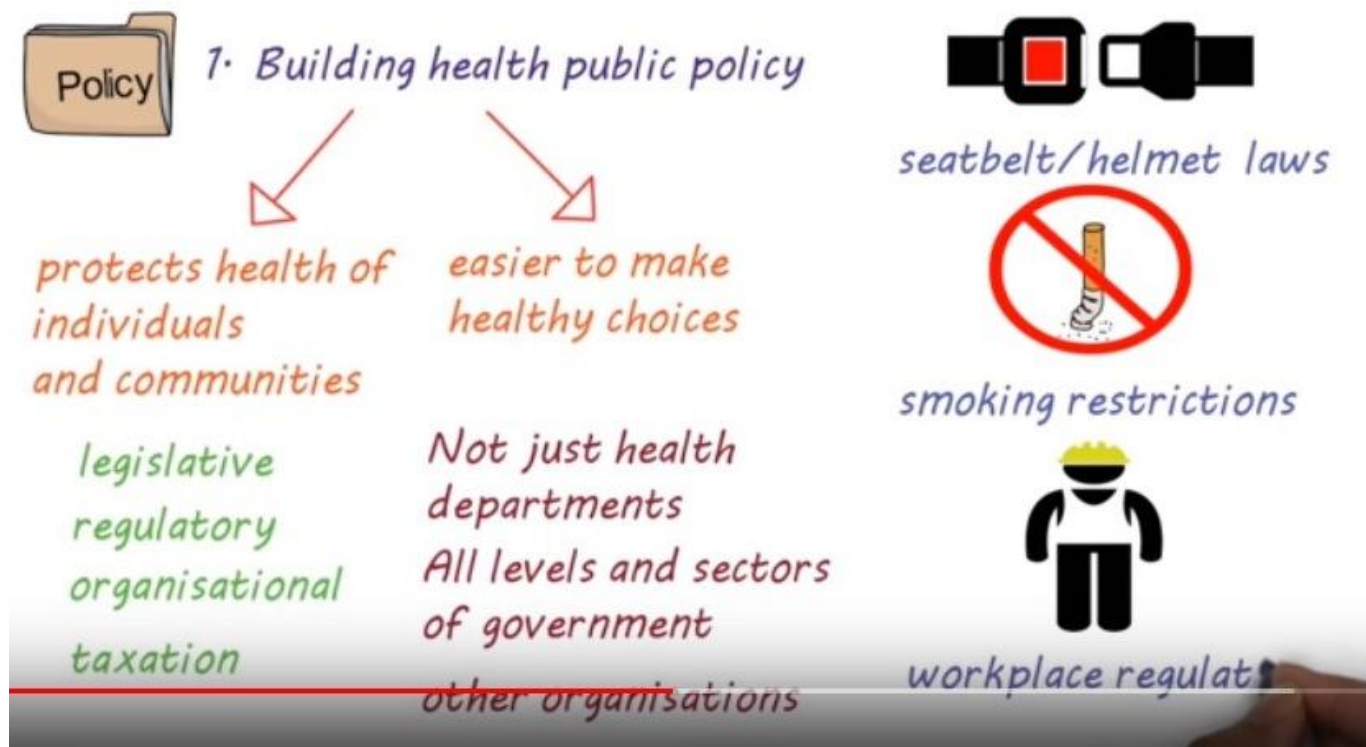 Policy
1. Building health public policy
protects health of
individuals
and communities
easier to make
healthy choices
legislative
regulatory
organisational
taxation
Not just health
departments
All levels and sectors
of government
other organisations
seatbelt/helmet laws
smoking restrictions
workplace regulat